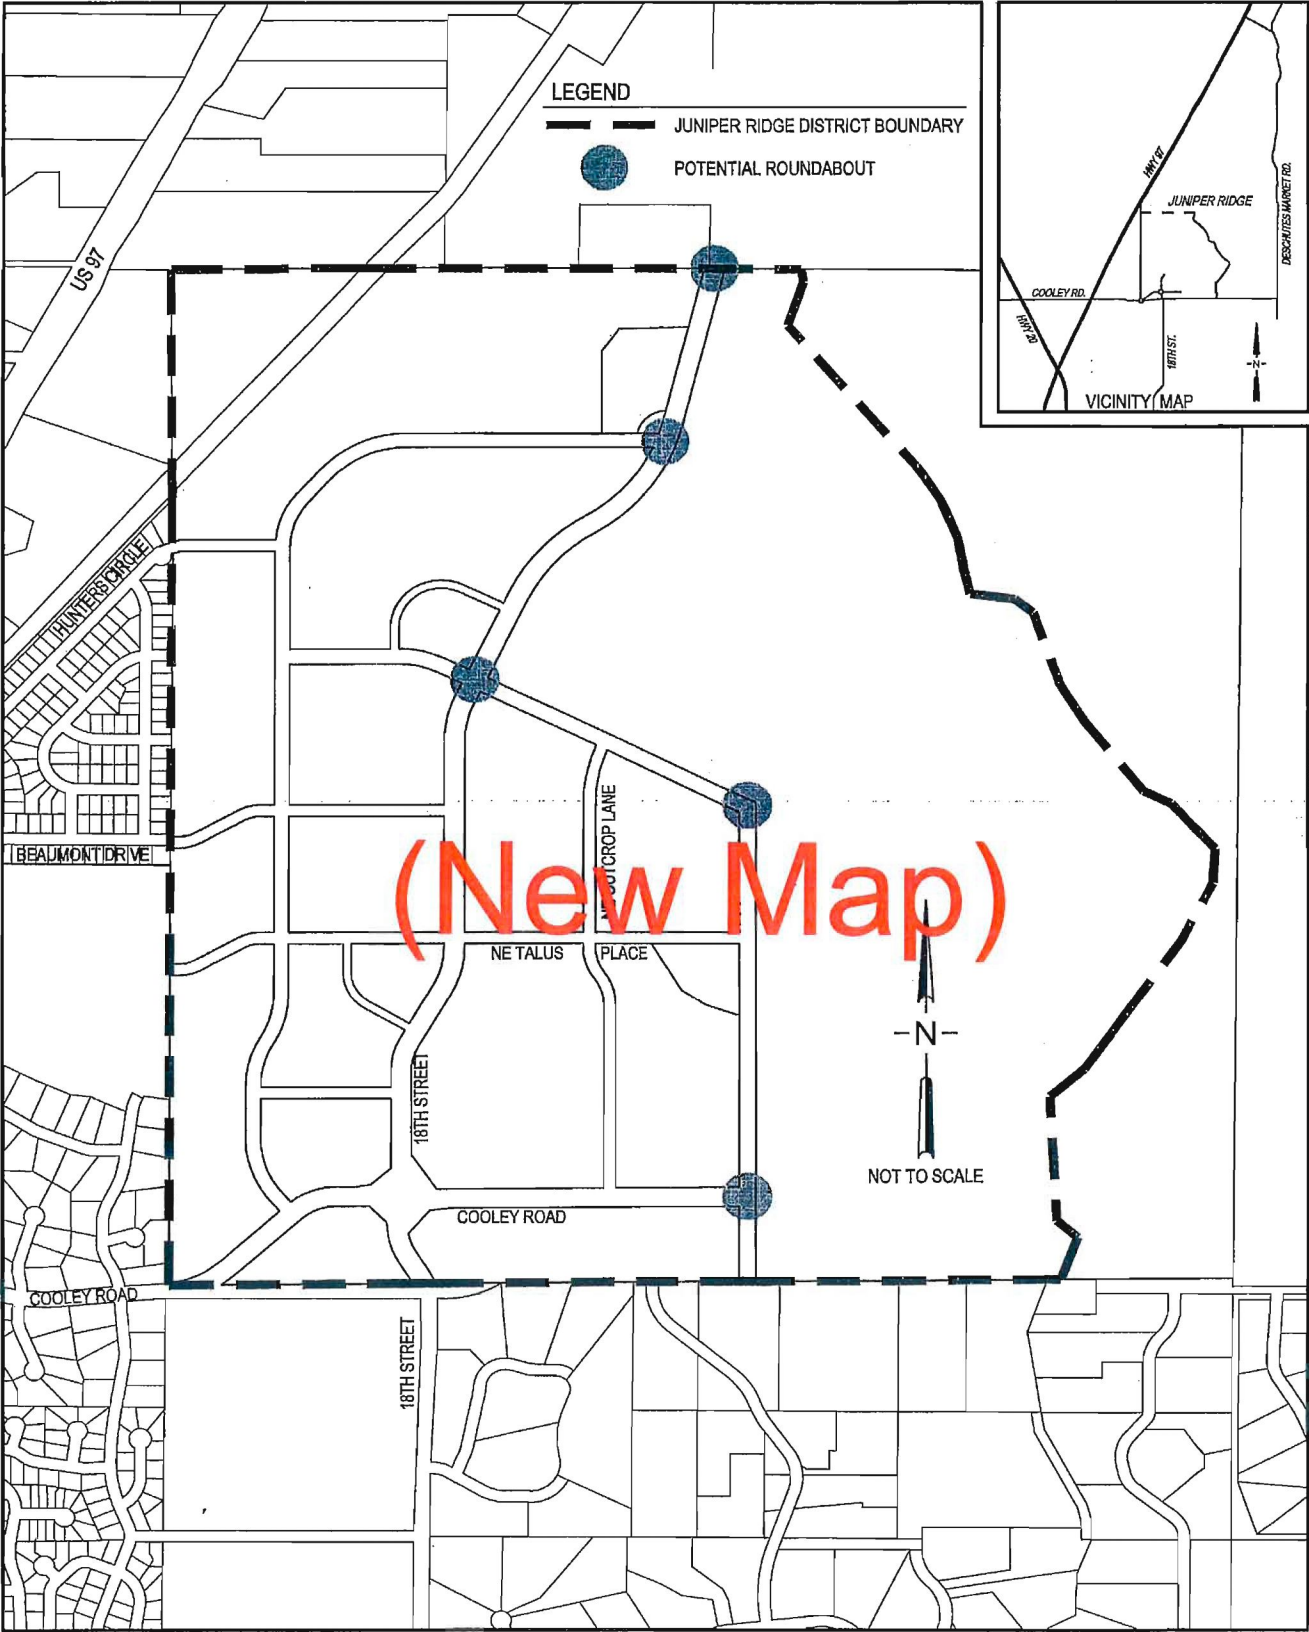 LEGEND
JUNIPER RIDGE DISTRICT BOUNDARY
POTENTIAL ROUNDABOUT
HWY 97
JUNIPER RIDGE
DESCHUTES MARKET RD.
COOLEY RD.
HWY 20
18TH ST.
-N-
VICINITY MAP
US 97
HUNTERS CIRCLE
BEAUMONT DRIVE
NE OUTCROP LANE
(New Map)
NE TALUS PLACE
-N-
18TH STREET
NOT TO SCALE
COOLEY ROAD
COOLEY ROAD
18TH STREET